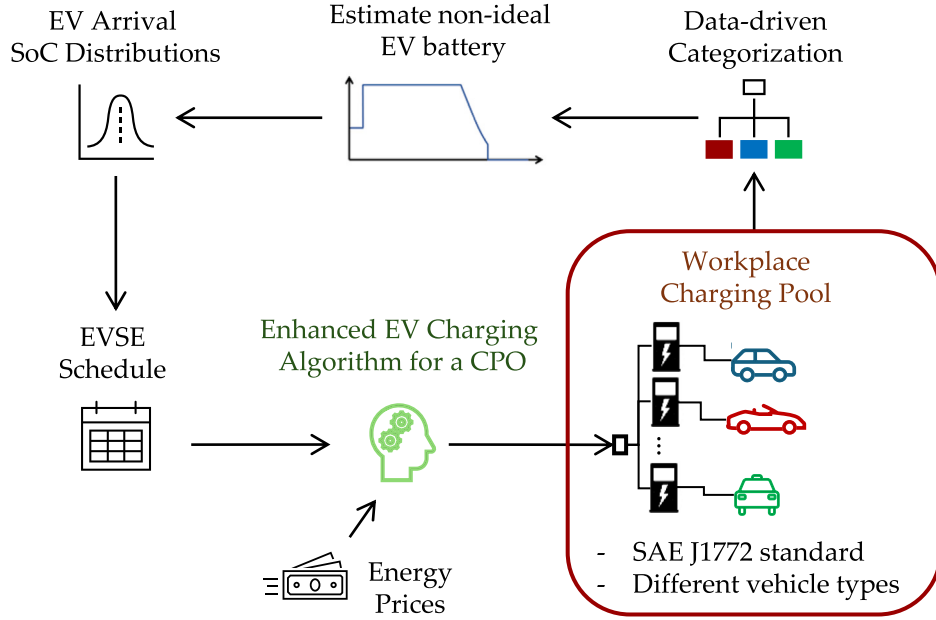 EV Arrival
SoC Distributions
Estimate non-ideal
EV battery
Data-driven
Categorization
EVSE
Schedule
Enhanced EV Charging
Algorithm for a CPO
Workplace
Charging Pool
Energy
Prices
- SAE J1772 standard
- Different vehicle types